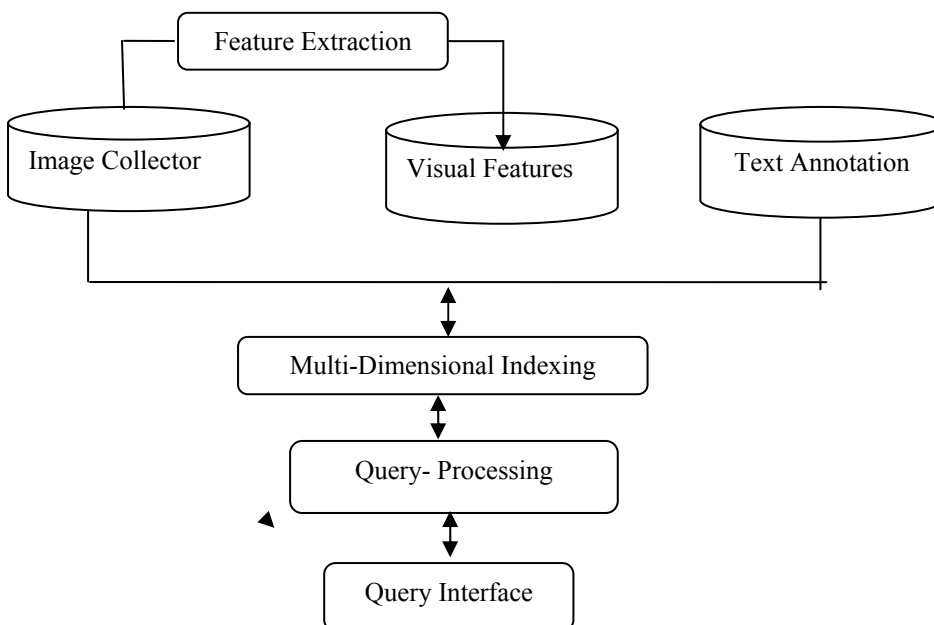 Feature Extraction
Image Collector
Visual Features
Text Annotation
Multi-Dimensional Indexing
Query- Processing
Query Interface